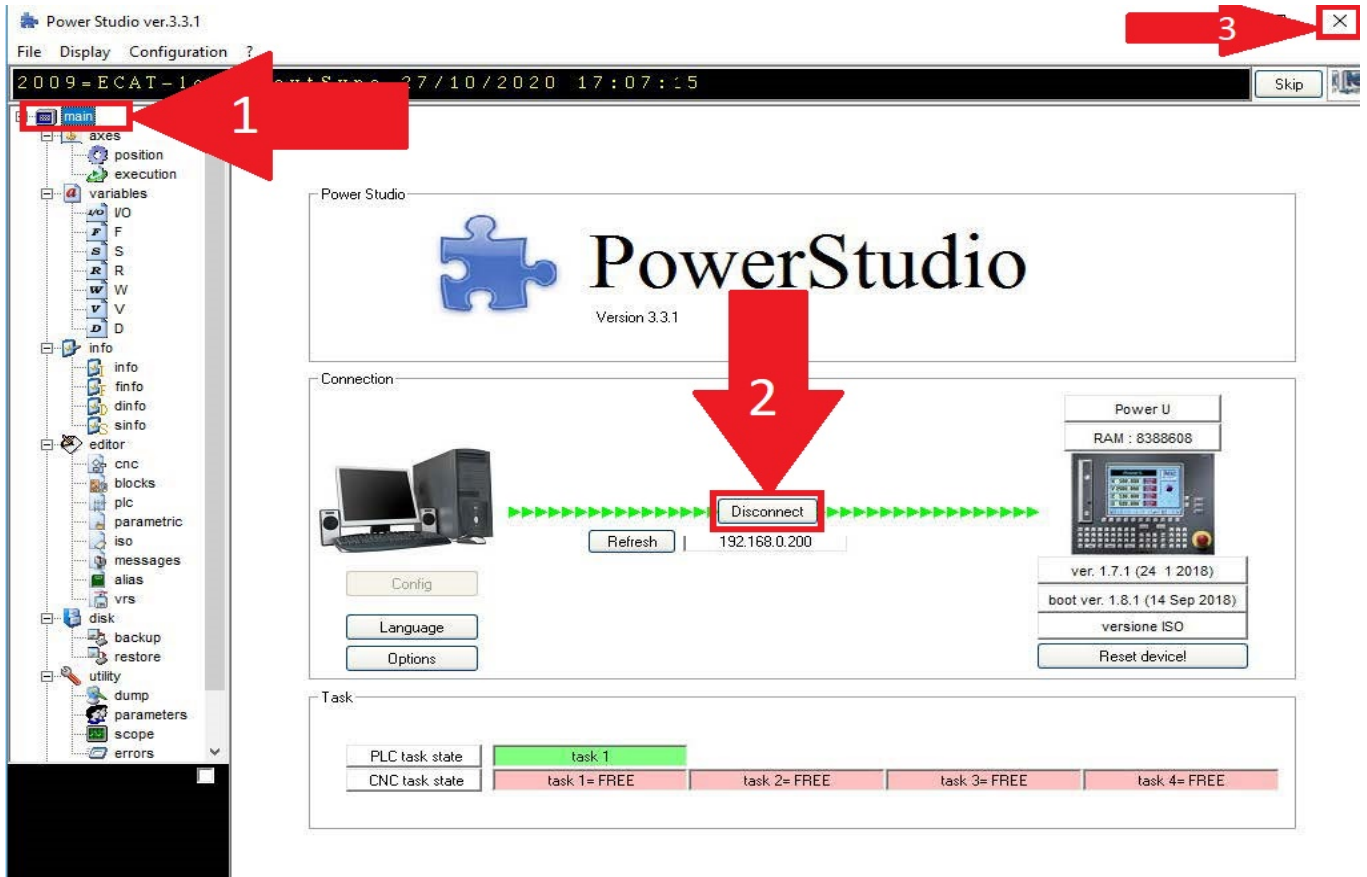 Power Studio ver.3.3.1
3
File Display Configuration ?
2009=ECAT-1 27/10/2020 17:07:15
Skip
1
main
axes
position
execution
variables
I/O I/O
F F
S S
R R
W W
V V
D D
info
info
finfo
dinfo
sinfo
editor
cnc
blocks
plc
parametric
iso
messages
alias
vrs
disk
backup
restore
utility
dump
parameters
scope
errors
Power Studio
PowerStudio
Version 3.3.1
Connection
2
Power U
RAM : 8388608
Disconnect
Refresh
192.168.0.200
Config
Language
Options
ver. 1.7.1 (24 1 2018)
boot ver. 1.8.1 (14 Sep 2018)
versione ISO
Reset device!
Task
PLC task state task 1
CNC task state task 1= FREE task 2= FREE task 3= FREE task 4= FREE